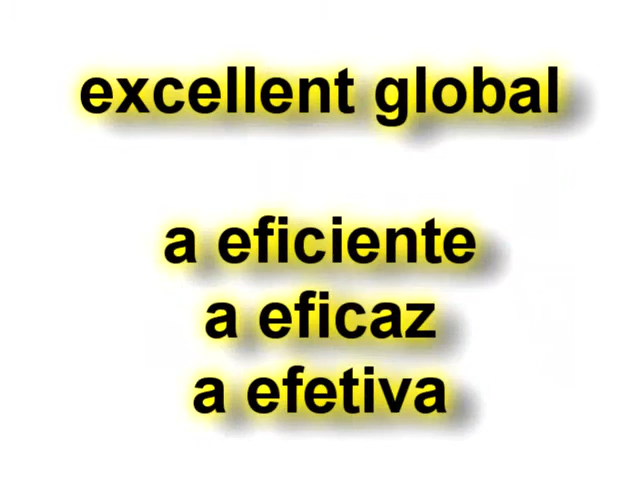 excellent global
a eficiente
a eficaz
a efetiva